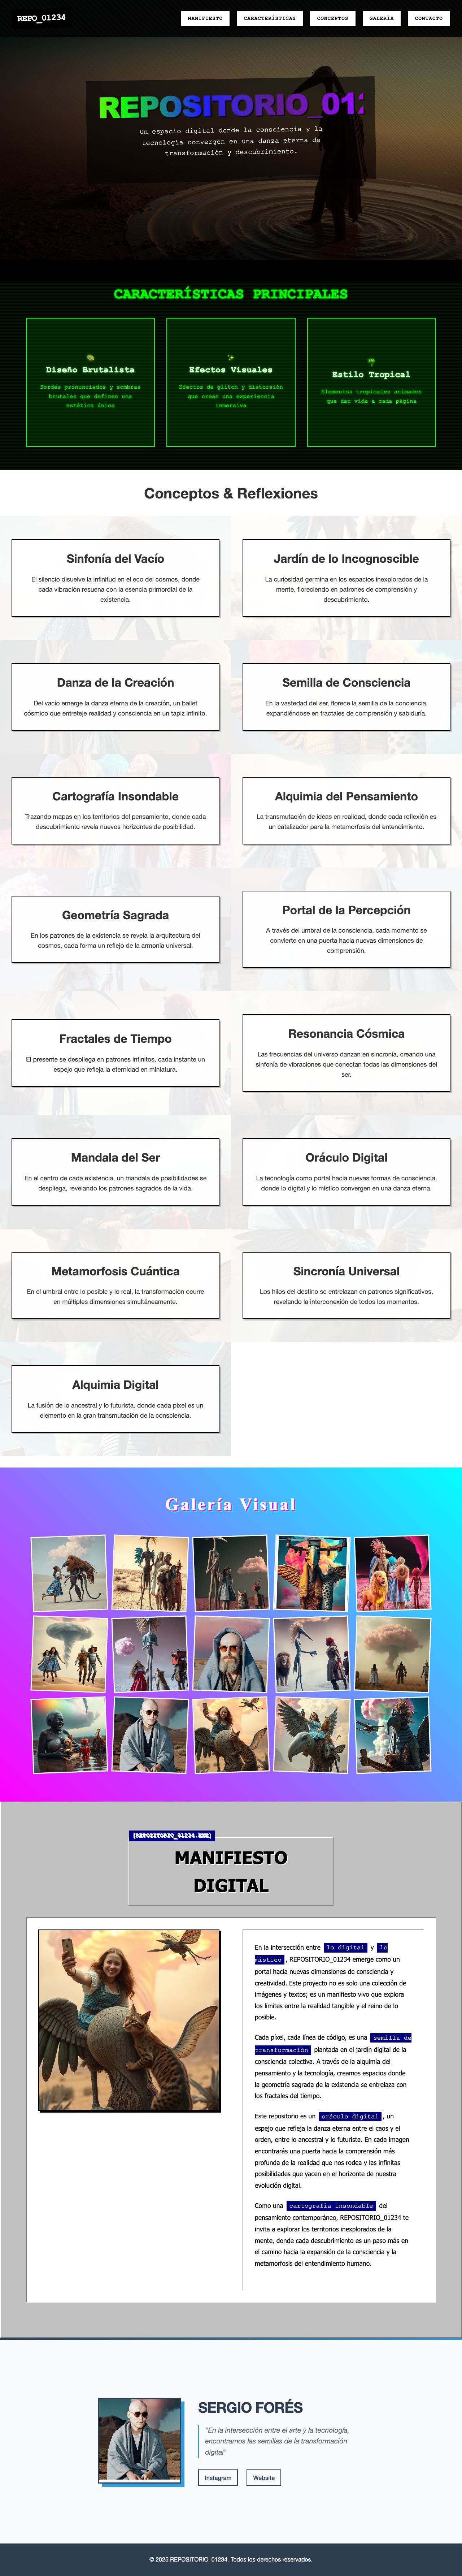 REPO_01234
MANIFIESTO
CARACTERÍSTICAS
CONCEPTOS
GALERÍA
CONTACTO
REPOSITORIO_012
Un espacio digital donde la consciencia y la
tecnología convergen en una danza eterna de
transformación y descubrimiento.
CARACTERÍSTICAS PRINCIPALES
Diseño Brutalista
Bordes pronunciados y sombras
brutales que definen una
estética única
Efectos Visuales
Efectos de glitch y distorsión
que crean una experiencia
inmersiva
Estilo Tropical
Elementos tropicales animados
que dan vida a cada página
Conceptos & Reflexiones
Sinfonía del Vacío
El silencio disuelve la infinitud en el eco del cosmos, donde
cada vibración resuena con la esencia primordial de la
existencia.
Jardín de lo Incognoscible
La curiosidad germina en los espacios inexplorados de la
mente, floreciendo en patrones de comprensión y
descubrimiento.
Danza de la Creación
Del vacío emerge la danza eterna de la creación, un ballet
cósmico que entreteje realidad y consciencia en un tapiz infinito.
Semilla de Consciencia
En la vastedad del ser, florece la semilla de la conciencia,
expandiéndose en fractales de comprensión y sabiduría.
Cartografía Insondable
Trazando mapas en los territorios del pensamiento, donde cada
descubrimiento revela nuevos horizontes de posibilidad.
Alquimia del Pensamiento
La transmutación de ideas en realidad, donde cada reflexión es
un catalizador para la metamorfosis del entendimiento.
Geometría Sagrada
En los patrones de la existencia se revela la arquitectura del
cosmos, cada forma un reflejo de la armonía universal.
Portal de la Percepción
A través del umbral de la consciencia, cada momento se
convierte en una puerta hacia nuevas dimensiones de
comprensión.
Fractales de Tiempo
El presente se despliega en patrones infinitos, cada instante un
espejo que refleja la eternidad en miniatura.
Resonancia Cósmica
Las frecuencias del universo danzan en sincronía, creando una
sinfonía de vibraciones que conectan todas las dimensiones del
ser.
Mandala del Ser
En el centro de cada existencia, un mandala de posibilidades se
despliega, revelando los patrones sagrados de la vida.
Oráculo Digital
La tecnología como portal hacia nuevas formas de consciencia,
donde lo digital y lo místico convergen en una danza eterna.
Metamorfosis Cuántica
En el umbral entre lo posible y lo real, la transformación ocurre
en múltiples dimensiones simultáneamente.
Sincronía Universal
Los hilos del destino se entrelazan en patrones significativos,
revelando la interconexión de todos los momentos.
Alquimia Digital
La fusión de lo ancestral y lo futurista, donde cada píxel es un
elemento en la gran transmutación de la consciencia.
Galería Visual
[REPOSITORIO_01234.EXE]
MANIFIESTO
DIGITAL
En la intersección entre lo digital y lo
místico, REPOSITORIO_01234 emerge como un
portal hacia nuevas dimensiones de consciencia y
creatividad. Este proyecto no es solo una colección de
imágenes y textos; es un manifiesto vivo que explora
los límites entre la realidad tangible y el reino de lo
posible.
Cada píxel, cada línea de código, es una semilla de
transformación plantada en el jardín digital de la
consciencia colectiva. A través de la alquimia del
pensamiento y la tecnología, creamos espacios donde
la geometría sagrada de la existencia se entrelaza con
los fractales del tiempo.
Este repositorio es un oráculo digital, un
espejo que refleja la danza eterna entre el caos y el
orden, entre lo ancestral y lo futurista. En cada imagen
encontrarás una puerta hacia la comprensión más
profunda de la realidad que nos rodea y las infinitas
posibilidades que yacen en el horizonte de nuestra
evolución digital.
Como una cartografía insondable del
pensamiento contemporáneo, REPOSITORIO_01234 te
invita a explorar los territorios inexplorados de la
mente, donde cada descubrimiento es un paso más en
el camino hacia la expansión de la consciencia y la
metamorfosis del entendimiento humano.
SERGIO FORÉS
"En la intersección entre el arte y la tecnología,
encontramos las semillas de la transformación
digital"
Instagram
Website
© 2025 REPOSITORIO_01234. Todos los derechos reservados.